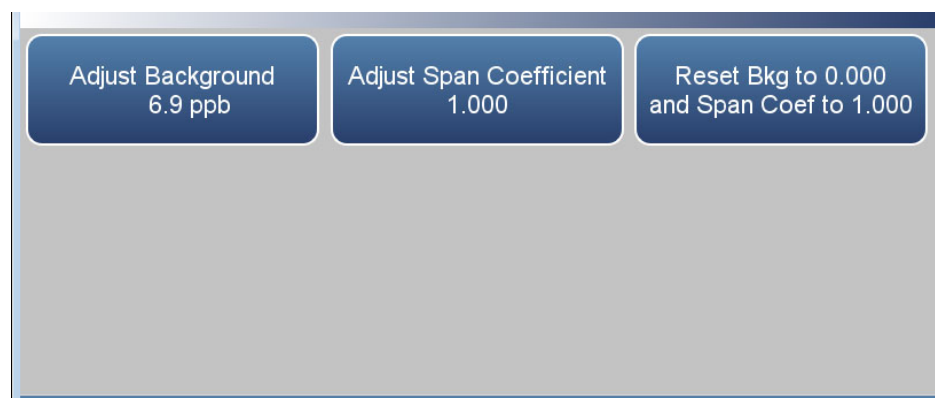 Adjust Background
6.9 ppb
Adjust Span Coefficient
1.000
Reset Bkg to 0.000
and Span Coef to 1.000